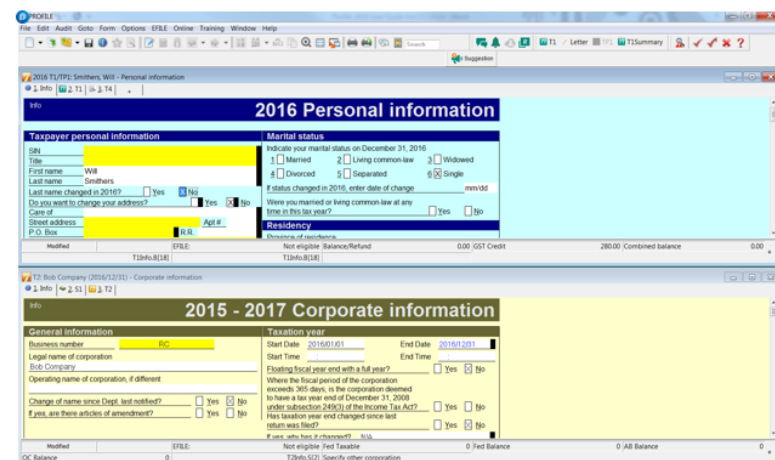 PROFILE
File Edit Audit Goto Form Options EFILE Online Training Window Help
Search
T1 Letter TP1 T1Summary
Suggestion
2016 T1/TP1: Smithers, Will - Personal information
1. Info 2. T1 3. T4
Info
2016 Personal information
Taxpayer personal information
SIN
Title
First name Will
Last name Smithers
Last name changed in 2016? Yes X No
Do you want to change your address? Yes X No
Care of
Street address Apt #
P.O. Box R.R.
Marital status
Indicate your marital status on December 31, 2016
1 Married 2 Living common-law 3 Widowed
4 Divorced 5 Separated 6 X Single
If status changed in 2016, enter date of change mm/dd
Were you married or living common-law at any
time in this tax year? Yes No
Residency
Province of residence
Modified EFILE: Not eligible Balance/Refund 0.00 GST Credit 280.00 Combined balance 0.00
T1Info.B[18] T1Info.B[18]
T2: Bob Company (2016/12/31) - Corporate information
1. Info 2. S1 3. T2
Info
2015 - 2017 Corporate information
General information
Business number RC
Legal name of corporation
Bob Company
Operating name of corporation, if different
Change of name since Dept. last notified? Yes X No
If yes, are there articles of amendment? Yes No
Taxation year
Start Date 2016/01/01 End Date 2016/12/31
Start Time : End Time :
Floating fiscal year end with a full year? Yes X No
Where the fiscal period of the corporation
exceeds 365 days, is the corporation deemed
to have a tax year end of December 31, 2008
under subsection 249(3) of the Income Tax Act? Yes No
Has taxation year end changed since last
return was filed? Yes X No
If yes, why has it changed? N/A
Modified EFILE: Not eligible Fed Taxable 0 Fed Balance 0 AB Balance 0
OC Balance 0 T2Info.S[2] Specify other corporation